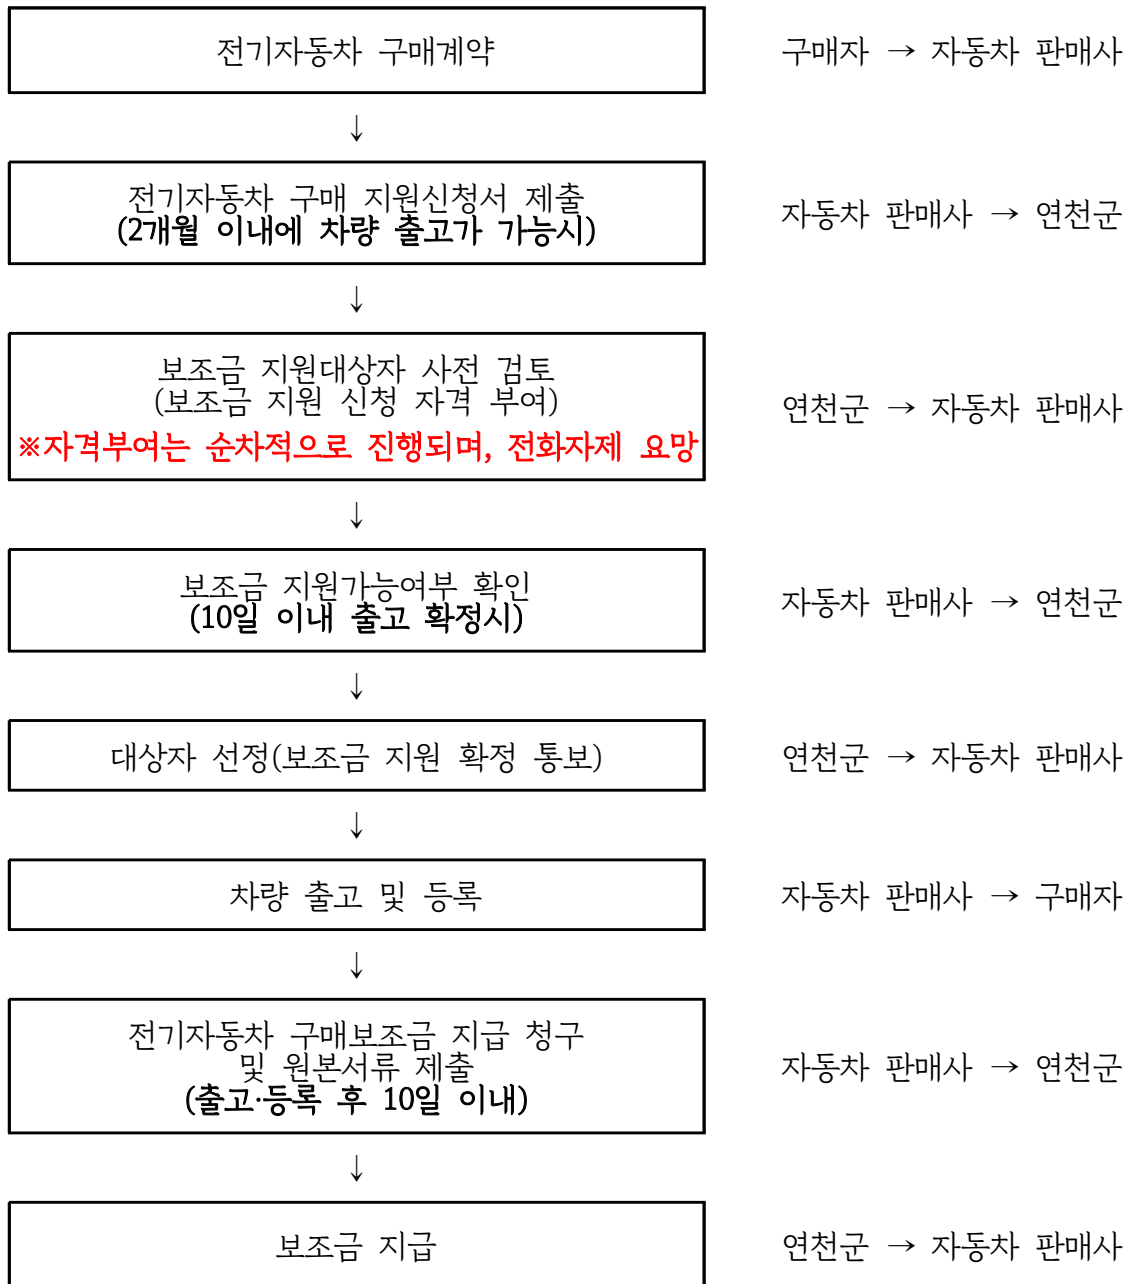 전기자동차 구매계약
구매자 → 자동차 판매사
↓
전기자동차 구매 지원신청서 제출
(2개월 이내에 차량 출고가 가능시)
자동차 판매사 → 연천군
↓
보조금 지원대상자 사전 검토
(보조금 지원 신청 자격 부여)
※자격부여는 순차적으로 진행되며, 전화자제 요망
연천군 → 자동차 판매사
↓
보조금 지원가능여부 확인
(10일 이내 출고 확정시)
자동차 판매사 → 연천군
↓
대상자 선정(보조금 지원 확정 통보)
연천군 → 자동차 판매사
↓
차량 출고 및 등록
자동차 판매사 → 구매자
↓
전기자동차 구매보조금 지급 청구
및 원본서류 제출
(출고·등록 후 10일 이내)
자동차 판매사 → 연천군
↓
보조금 지급
연천군 → 자동차 판매사